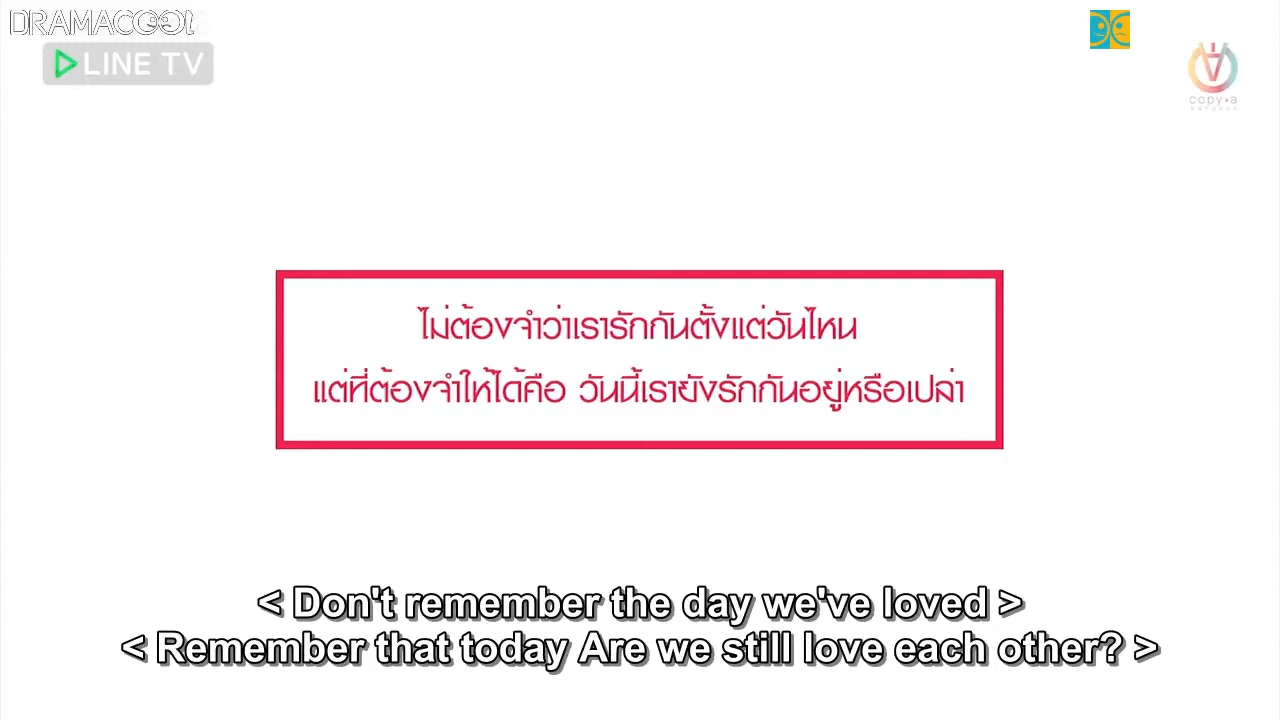 DRAMACOOL
LINE TV
copy•a
BANGKOK
ไม่ต้องจำว่าเรารักกันตั้งแต่วันไหน
แต่ที่ต้องจำให้ได้คือ วันนี้เรายังรักกันอยู่หรือเปล่า
< Don't remember the day we've loved >
< Remember that today Are we still love each other? >